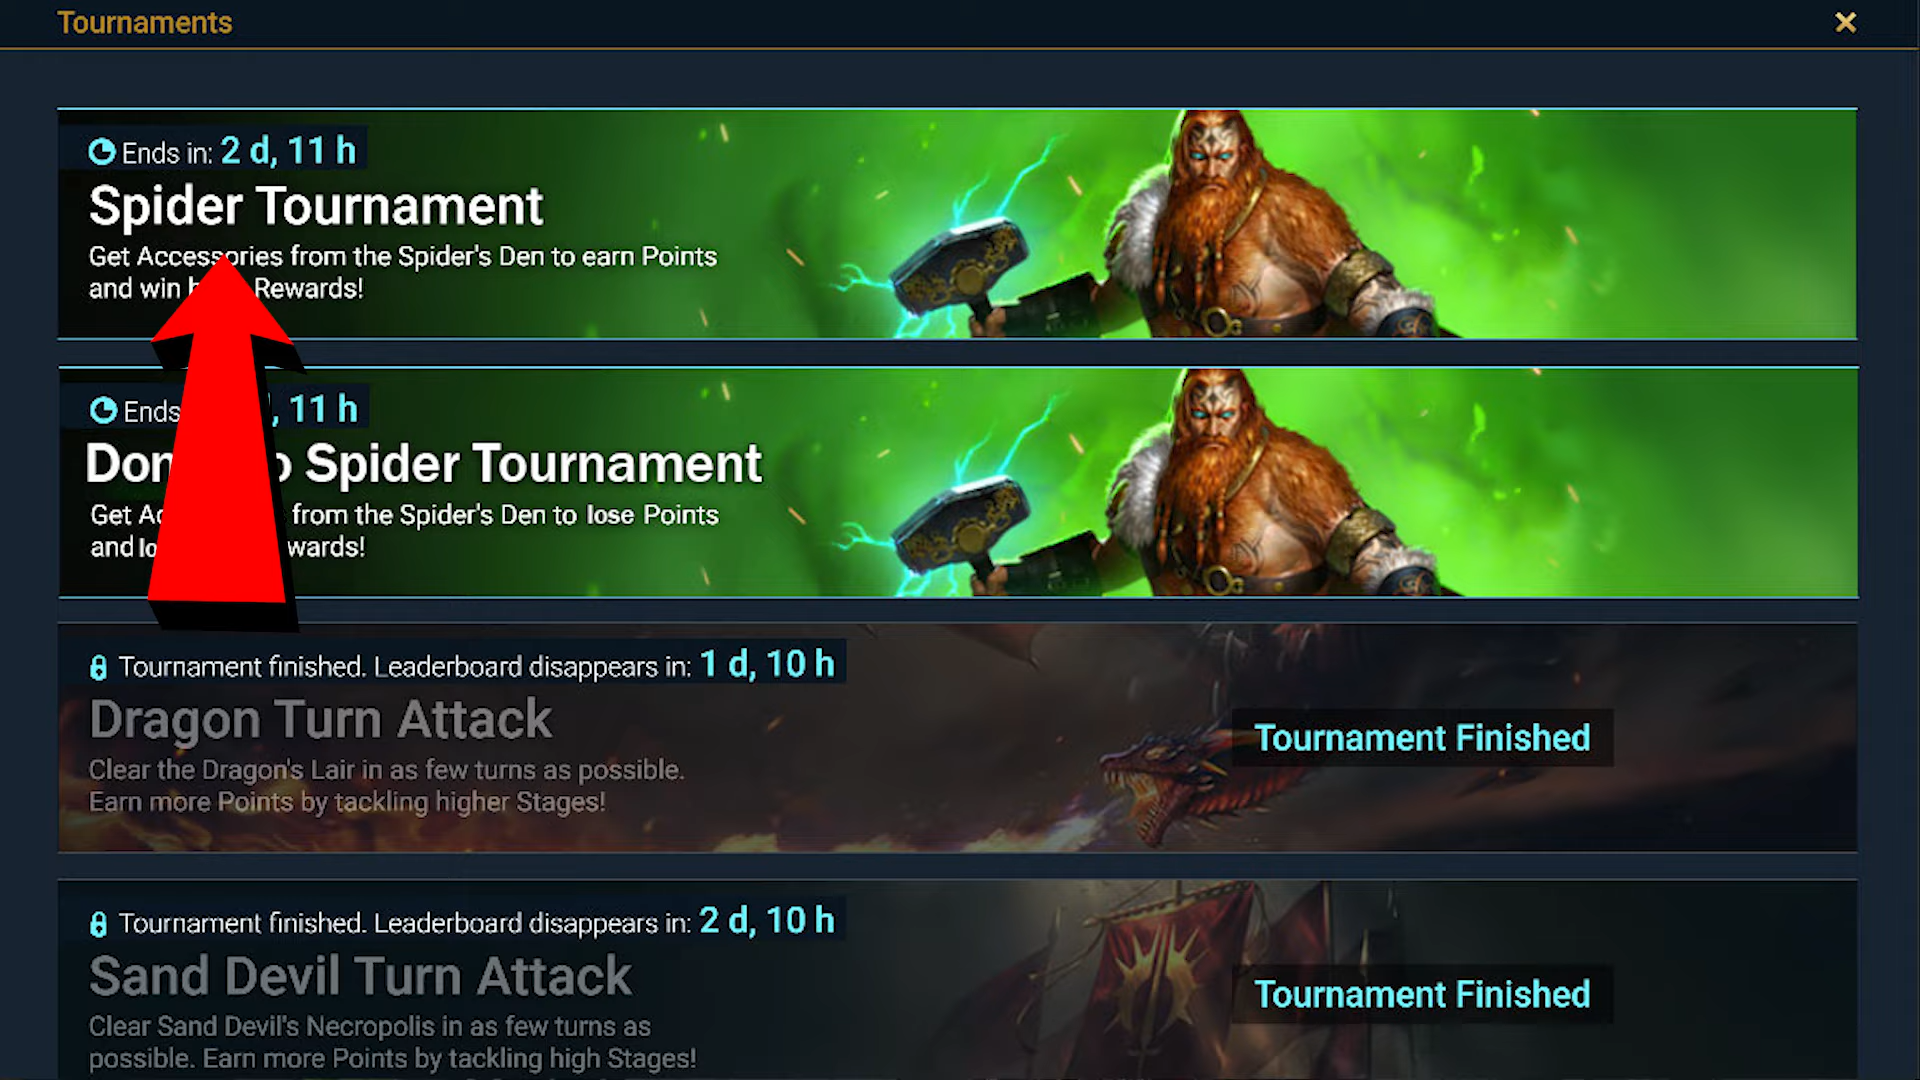 Tournaments
Ends in: 2 d, 11 h
Spider Tournament
Get Accessories from the Spider's Den to earn Points
and win Rewards!
Ends 11 h
Spider Tournament
Get from the Spider's Den to lose Points
and
Tournament finished. Leaderboard disappears in: 1 d, 10 h
Dragon Turn Attack
Clear the Dragon's Lair in as few turns as possible.
Earn more Points by tackling higher Stages!
Tournament Finished
Tournament finished. Leaderboard disappears in: 2 d, 10 h
Sand Devil Turn Attack
Clear Sand Devil's Necropolis in as few turns as
possible. Earn more Points by tackling high Stages!
Tournament Finished